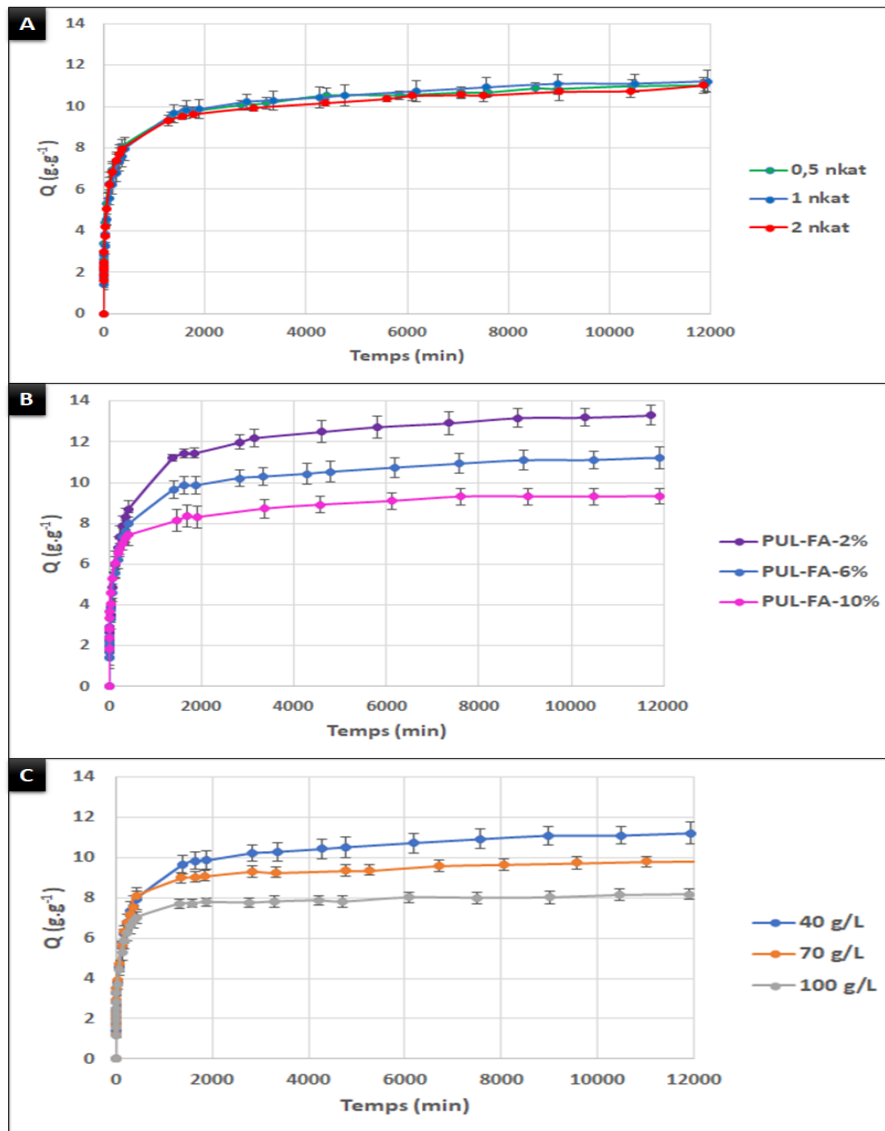 A
14
12
10
8
6
4
2
0
Q (g.g-1)
0 2000 4000 6000 8000 10000 12000
Temps (min)
0,5 nkat
1 nkat
2 nkat
B
14
12
10
8
6
4
2
0
Q (g.g-1)
0 2000 4000 6000 8000 10000 12000
Temps (min)
PUL-FA-2%
PUL-FA-6%
PUL-FA-10%
C
14
12
10
8
6
4
2
0
Q (g.g-1)
0 2000 4000 6000 8000 10000 12000
Temps (min)
40 g/L
70 g/L
100 g/L